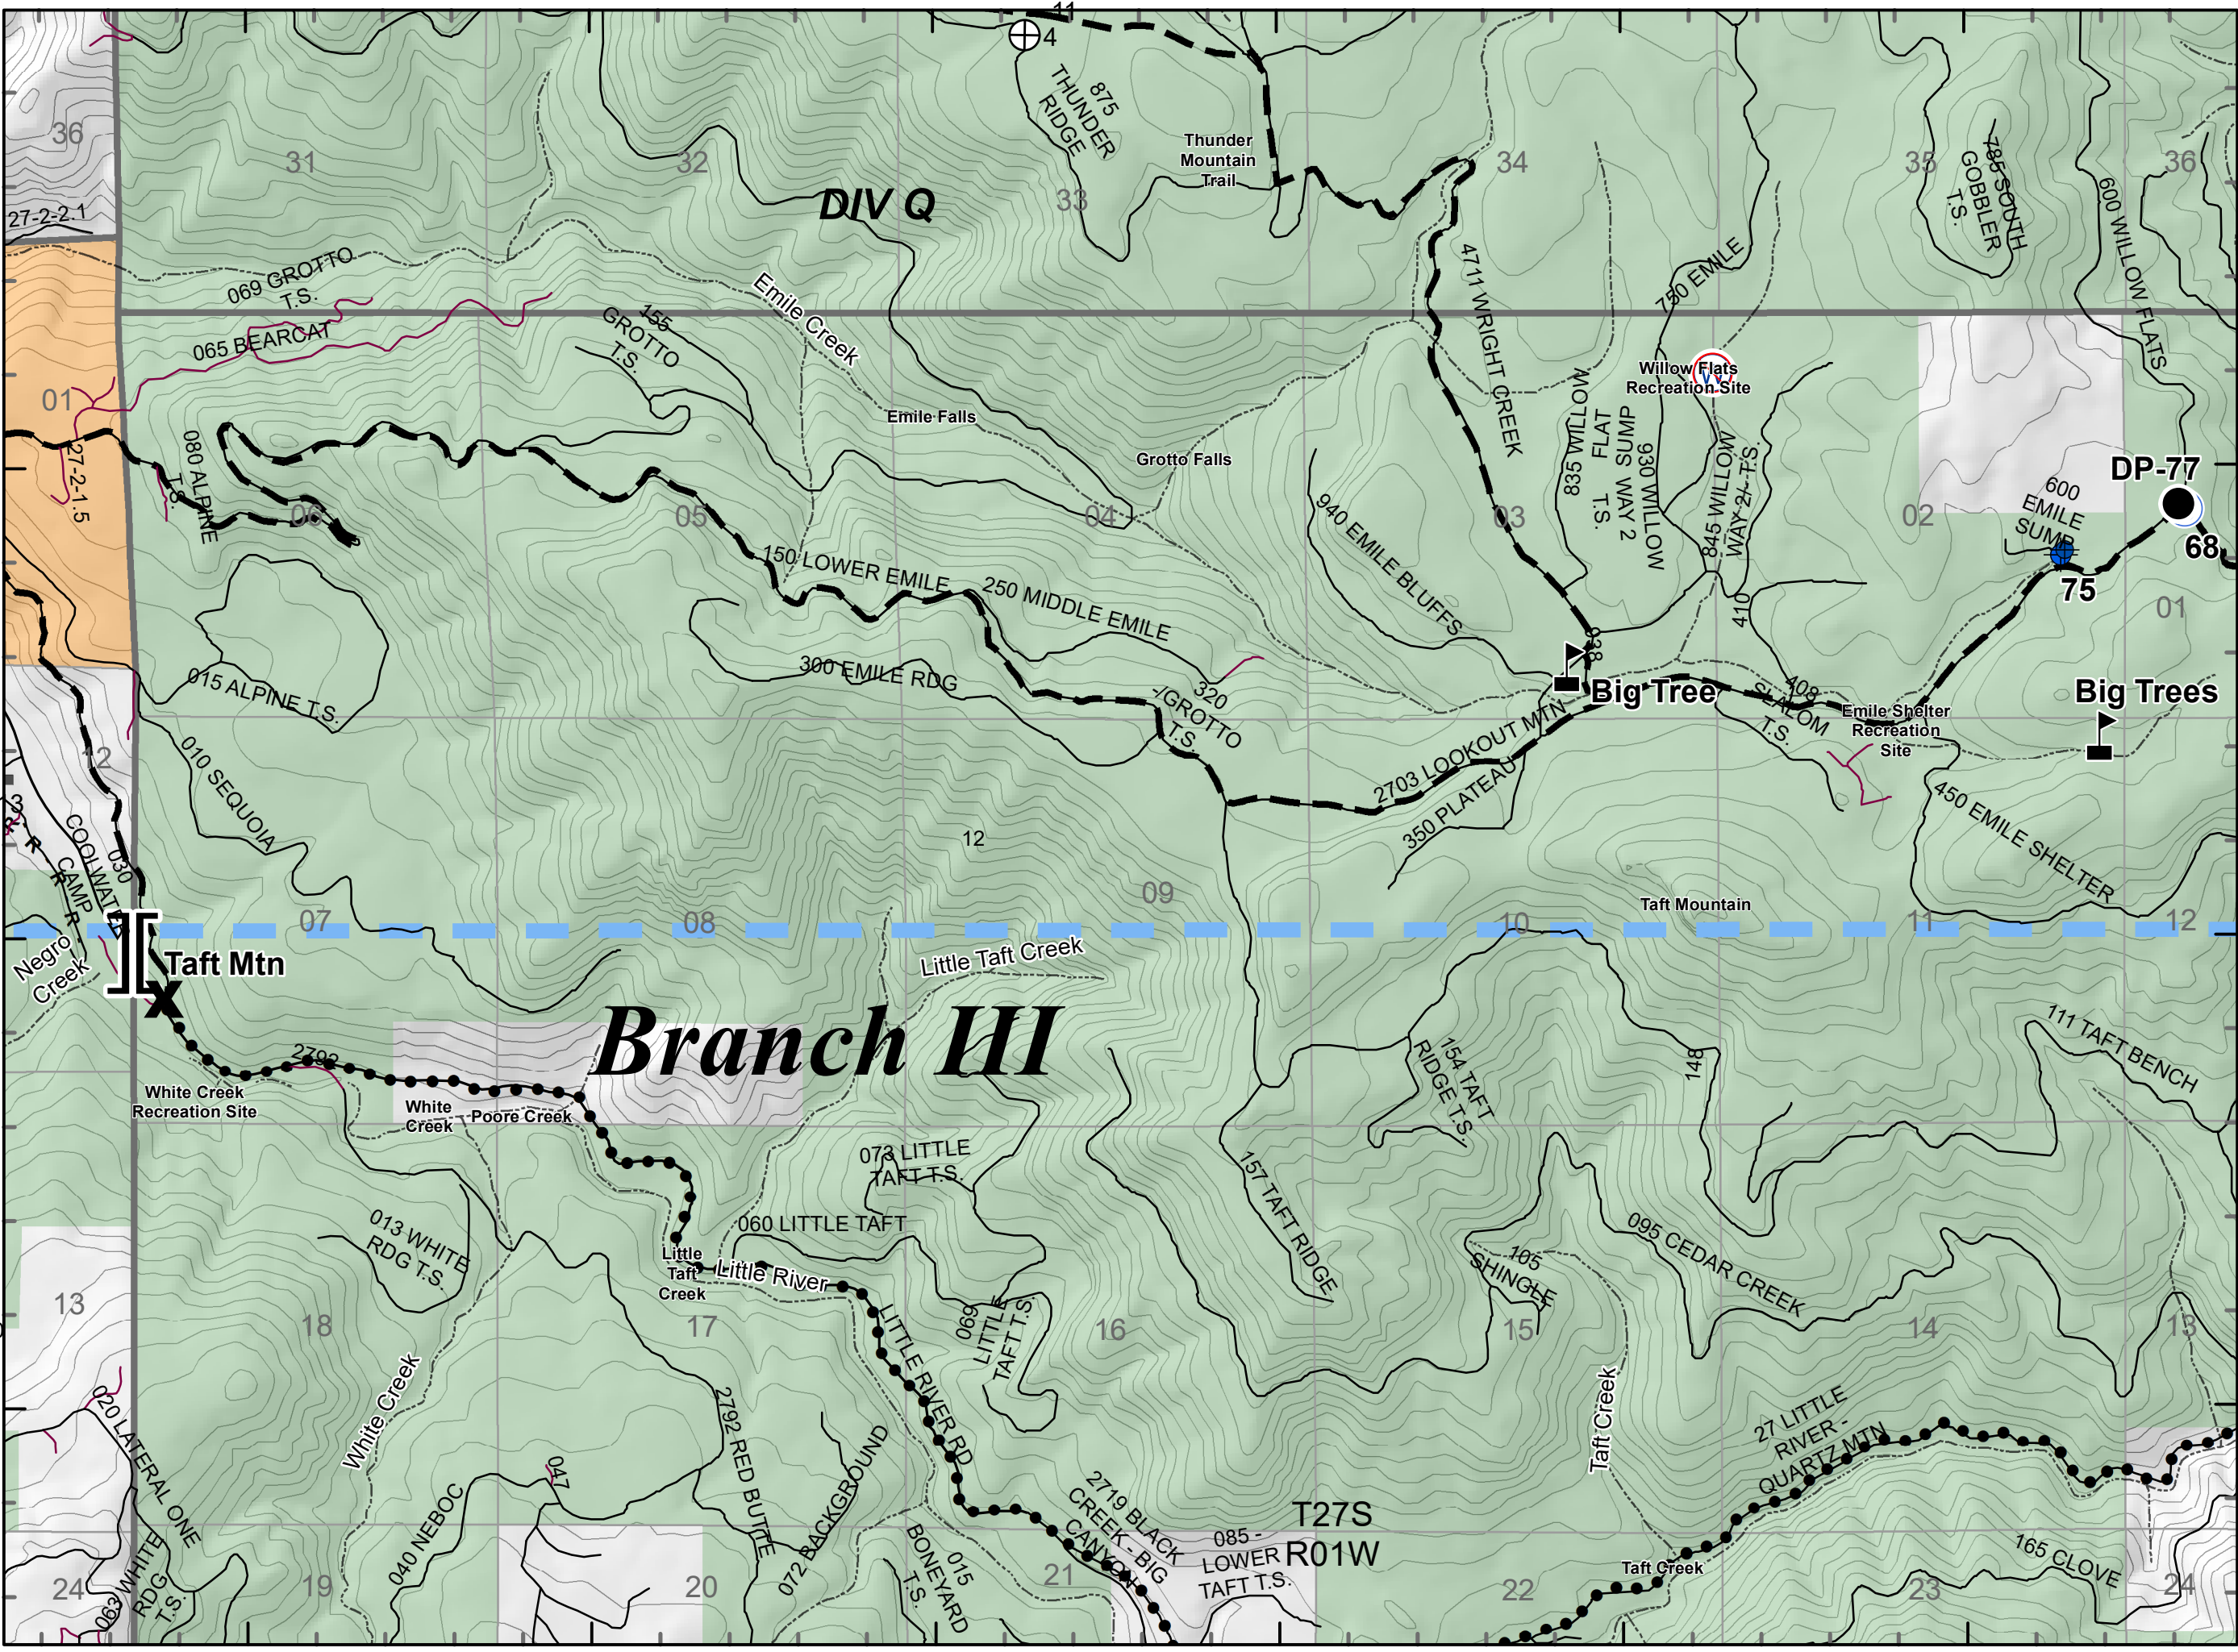 11
4
875
THUNDER
RIDGE
Thunder
Mountain
Trail
36
31
32
33
34
35
36
DIV Q
785 SOUTH
GOBBLER
T.S.
600 WILLOW FLATS
27-2-2.1
069 GROTTO
T.S.
065 BEARCAT
155
GROTTO
T.S.
Emile Creek
4711 WRIGHT CREEK
750 EMILE
Willow Flats
Recreation Site
01
27-2-1.5
080 ALPINE
T.S.
Emile Falls
Grotto Falls
835 WILLOW
FLAT
T.S.
SUMP
WAY 2
930 WILLOW
845 WILLOW
WAY 2/- T.S.
DP-77
68
600
EMILE
SUMP
75
06
05
04
03
02
01
940 EMILE BLUFFS
150 LOWER EMILE
250 MIDDLE EMILE
300 EMILE RDG
320
-/GROTTO
T.S.
938
410
Big Tree
Big Trees
408
SLALOM
T.S.
Emile Shelter
Recreation
Site
015 ALPINE T.S.
010 SEQUOIA
2703 LOOKOUT MTN
350 PLATEAU
450 EMILE SHELTER
12
3
R
R
R
R
COOLWATER
CAMP
030
12
09
Taft Mountain
07
08
10
11
12
Negro
Creek
Taft Mtn
X
Little Taft Creek
Branch III
2792
White Creek
Recreation Site
White
Creek
Poore Creek
154 TAFT
RIDGE T.S.
148
111 TAFT BENCH
073 LITTLE
TAFT T.S.
157 TAFT RIDGE
013 WHITE
RDG T.S.
060 LITTLE TAFT
Little
Taft
Creek
Little River
105
SHINGLE
095 CEDAR CREEK
13
18
17
16
15
14
13
069
LITTLE
TAFT T.S.
LITTLE RIVER RD
White Creek
Taft Creek
020 LATERAL ONE
2792 RED BUTTE
072 BACKGROUND
27 LITTLE
RIVER -
QUARTZ MTN
047
040 NEBOC
2719 BLACK
CREEK - BIG
CANYON
T27S
R01W
085 -
LOWER
TAFT T.S.
015
BONEYARD
T.S.
Taft Creek
165 CLOVE
063 WHITE
RDG
T.S.
24
19
20
21
22
23
24